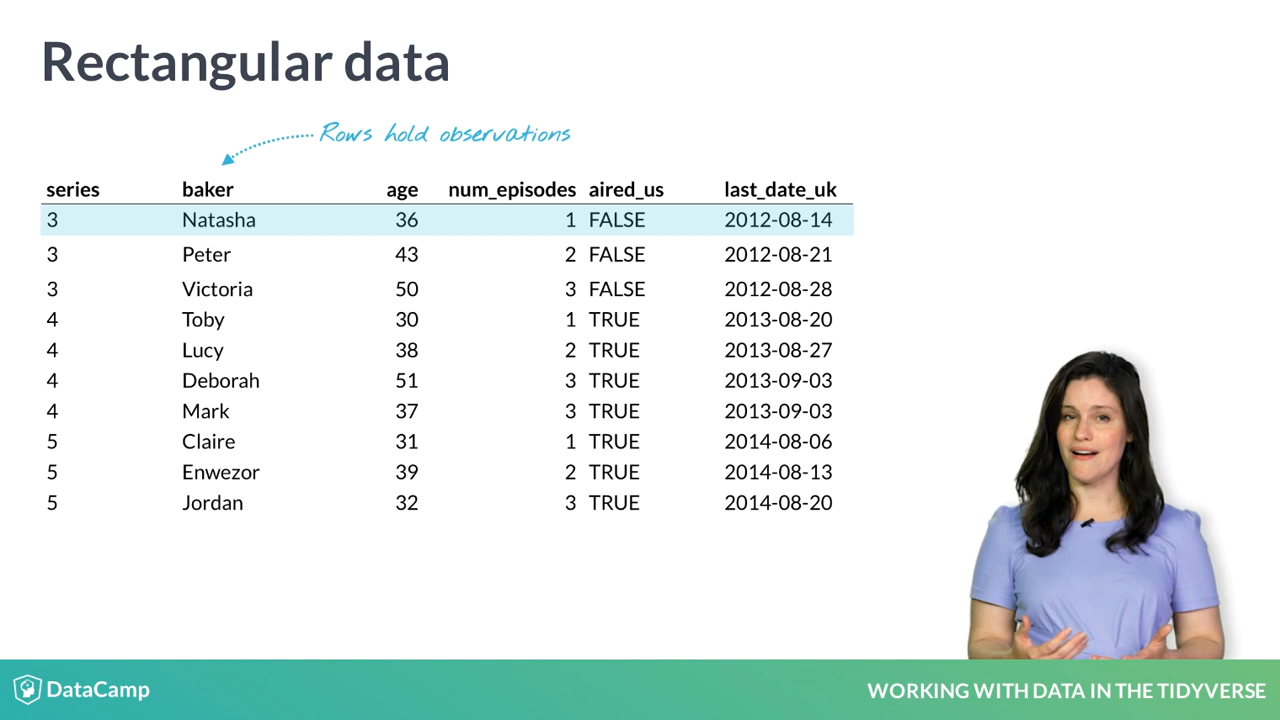 Rectangular data
Rows hold observations
series baker age num_episodes aired_us last_date_uk
3 Natasha 36 1 FALSE 2012-08-14
3 Peter 43 2 FALSE 2012-08-21
3 Victoria 50 3 FALSE 2012-08-28
4 Toby 30 1 TRUE 2013-08-20
4 Lucy 38 2 TRUE 2013-08-27
4 Deborah 51 3 TRUE 2013-09-03
4 Mark 37 3 TRUE 2013-09-03
5 Claire 31 1 TRUE 2014-08-06
5 Enwezor 39 2 TRUE 2014-08-13
5 Jordan 32 3 TRUE 2014-08-20
DataCamp
WORKING WITH DATA IN THE TIDYVERSE